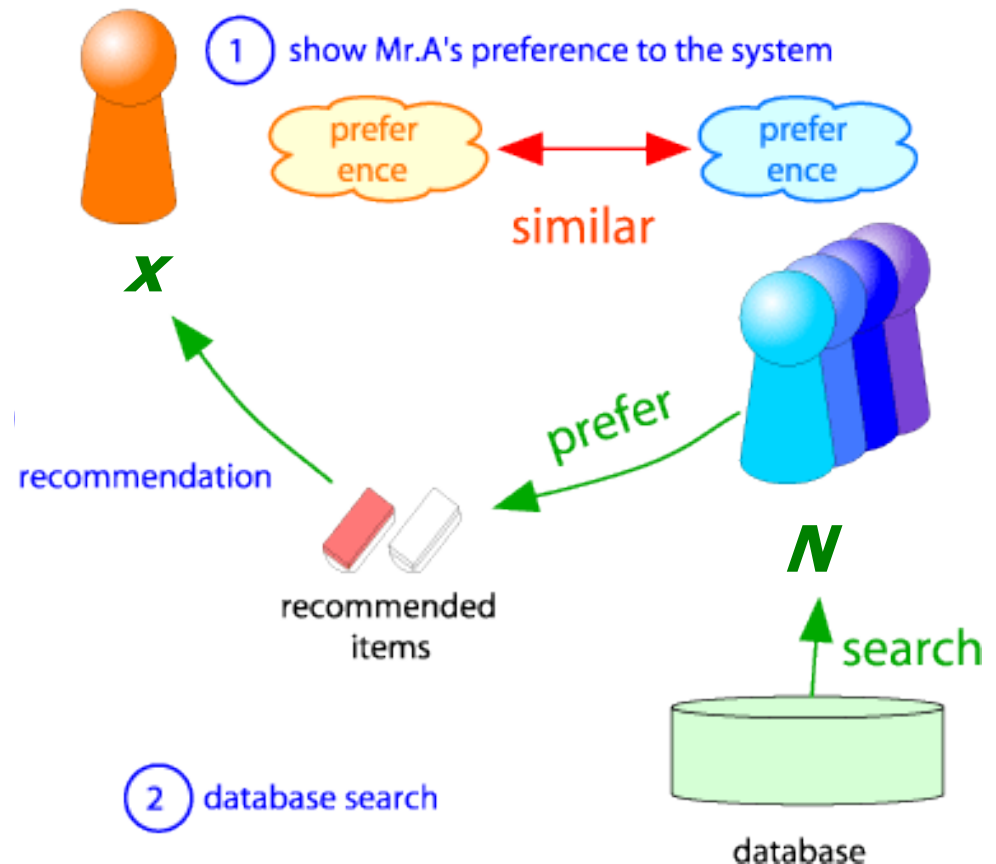 1 show Mr.A's preference to the system
prefer
ence
prefer
ence
similar
x
prefer
recommendation
N
recommended
items
search
2 database search
database